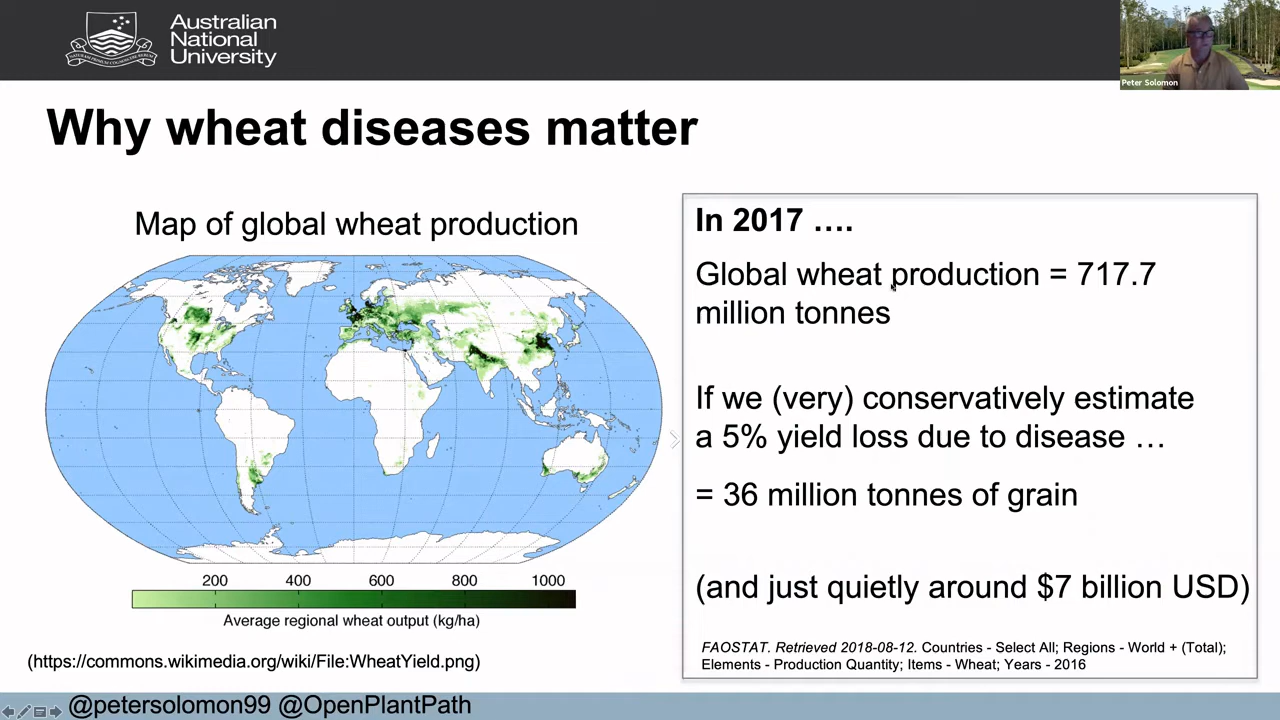 Australian
National
University
Peter Solomon
Why wheat diseases matter
Map of global wheat production
200 400 600 800 1000
Average regional wheat output (kg/ha)
(https://commons.wikimedia.org/wiki/File:WheatYield.png)
In 2017 ….
Global wheat production = 717.7
million tonnes
If we (very) conservatively estimate
a 5% yield loss due to disease …
= 36 million tonnes of grain
(and just quietly around $7 billion USD)
FAOSTAT. Retrieved 2018-08-12. Countries - Select All; Regions - World + (Total);
Elements - Production Quantity; Items - Wheat; Years - 2016
@petersolomon99 @OpenPlantPath